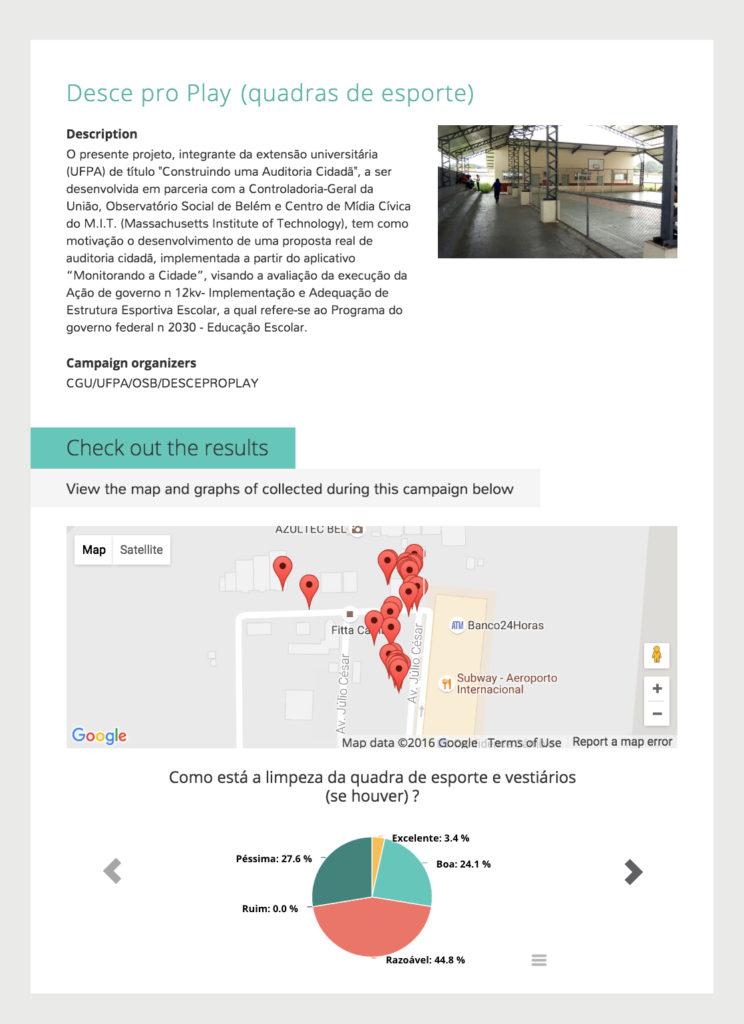 Desce pro Play (quadras de esporte)
Description
O presente projeto, integrante da extensão universitária
(UFPA) de título "Construindo uma Auditoria Cidadã", a ser
desenvolvida em parceria com a Controladoria-Geral da
União, Observatório Social de Belém e Centro de Mídia Cívica
do M.I.T. (Massachusetts Institute of Technology), tem como
motivação o desenvolvimento de uma proposta real de
auditoria cidadã, implementada a partir do aplicativo
“Monitorando a Cidade”, visando a avaliação da execução da
Ação de governo n 12kv- Implementação e Adequação de
Estrutura Esportiva Escolar, a qual refere-se ao Programa do
governo federal n 2030 - Educação Escolar.
Campaign organizers
CGU/UFPA/OSB/DESCEPROPLAY
Check out the results
View the map and graphs of collected during this campaign below
AZULTEC BEL
Map Satellite
ATM Banco24Horas
Fitta
Av. Júlio César
Av. Júlio César
Subway - Aeroporto
Internacional
+
−
Google
Map data ©2016 Google Terms of Use Report a map error
Como está a limpeza da quadra de esporte e vestiários
(se houver) ?
Excelente: 3.4 %
Péssima: 27.6 %
Boa: 24.1 %
Ruim: 0.0 %
Razoável: 44.8 %